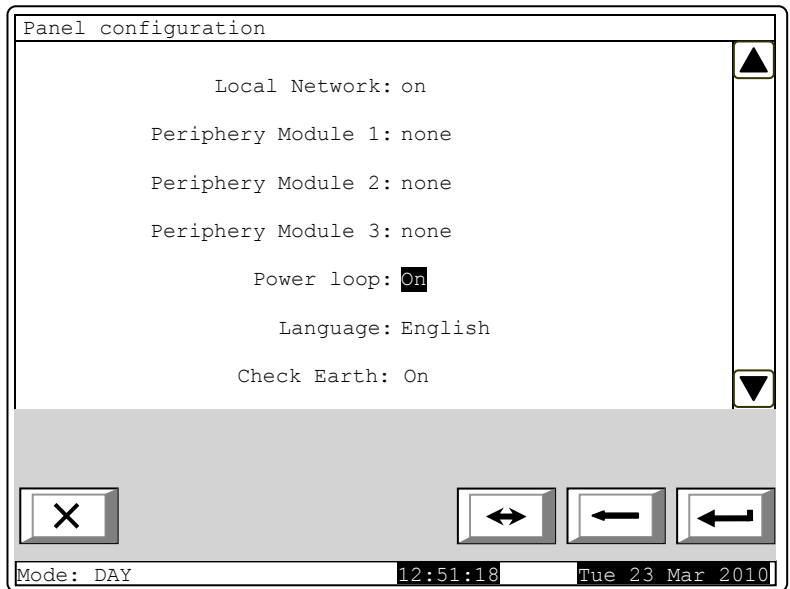 Panel configuration
Local Network: on
Periphery Module 1: none
Periphery Module 2: none
Periphery Module 3: none
Power loop: On
Language: English
Check Earth: On
Mode: DAY 12:51:18 Tue 23 Mar 2010